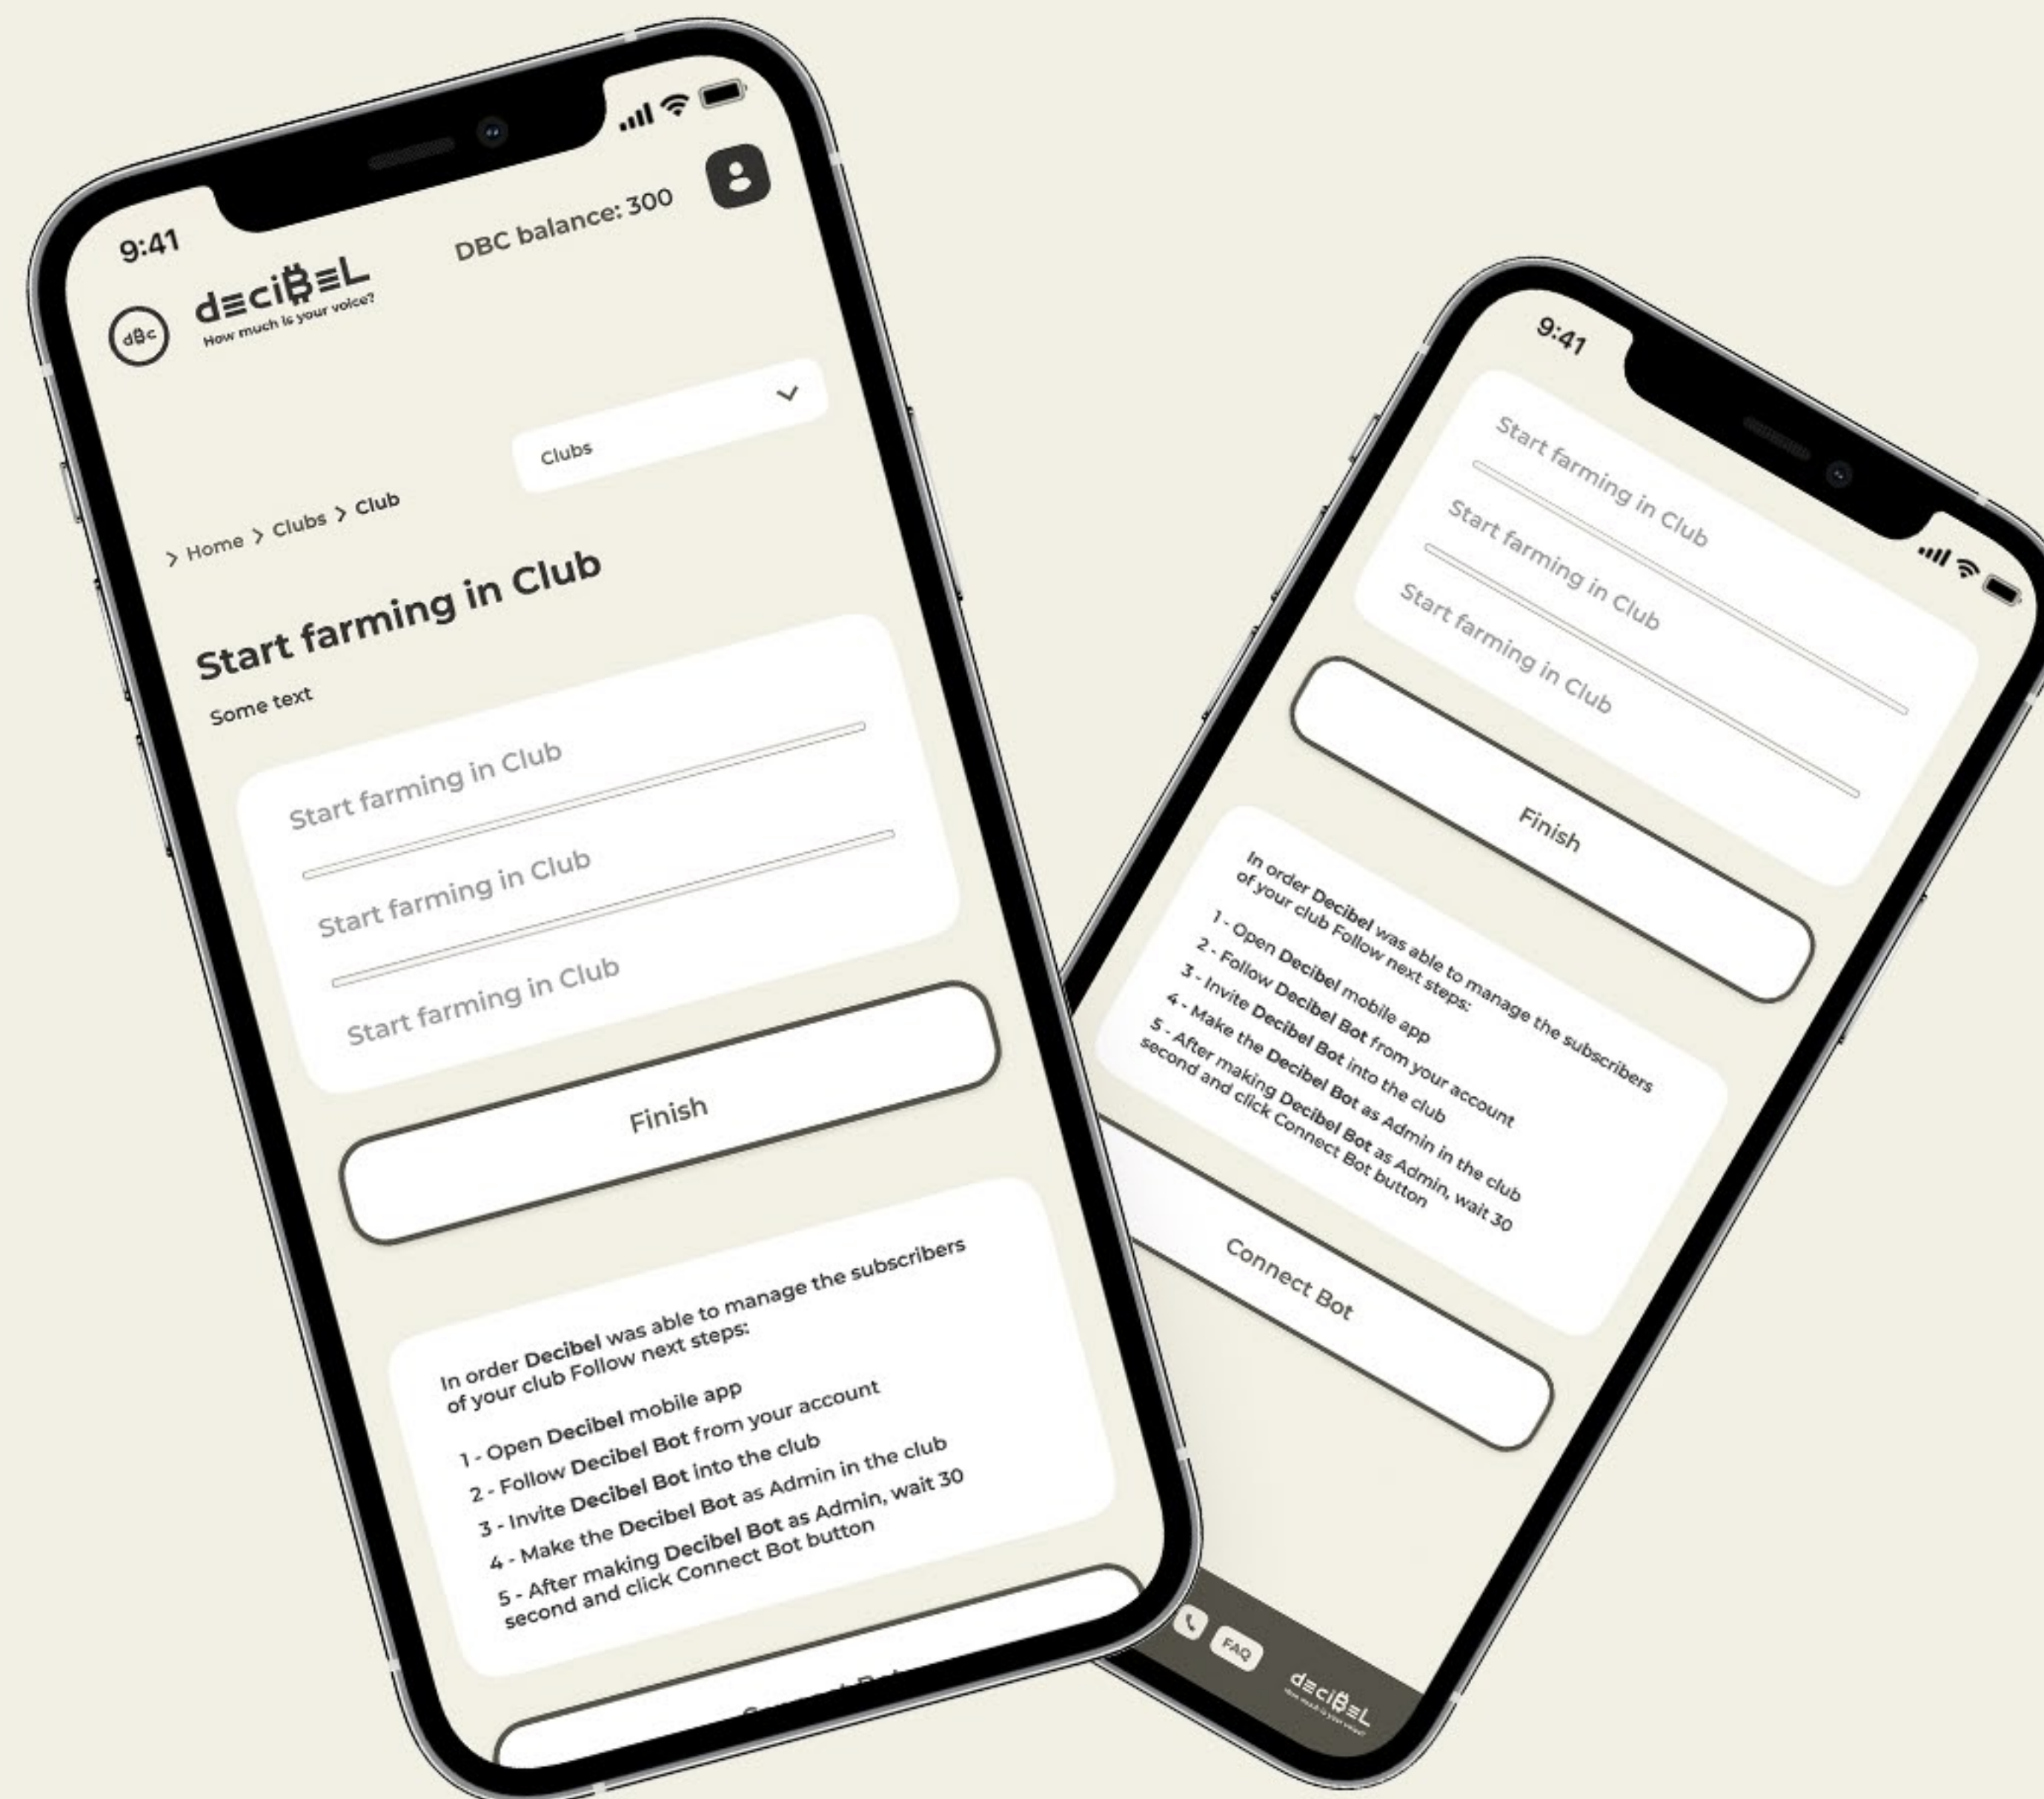 9:41
DBC balance: 300
dBc
deciBeL
How much is your voice?
Clubs
Home Clubs Club
Start farming in Club
Some text
Start farming in Club
Start farming in Club
Start farming in Club
Finish
In order Decibel was able to manage the subscribers
of your club Follow next steps:
1 - Open Decibel mobile app
2 - Follow Decibel Bot from your account
3 - Invite Decibel Bot into the club
4 - Make the Decibel Bot as Admin in the club
5 - After making Decibel Bot as Admin, wait 30
second and click Connect Bot button
9:41
Start farming in Club
Start farming in Club
Start farming in Club
Finish
In order Decibel was able to manage the subscribers
of your club Follow next steps:
1 - Open Decibel mobile app
2 - Follow Decibel Bot from your account
3 - Invite Decibel Bot into the club
4 - Make the Decibel Bot as Admin in the club
5 - After making Decibel Bot as Admin, wait 30
second and click Connect Bot button
Connect Bot
FAQ
deciBeL
How much is your voice?